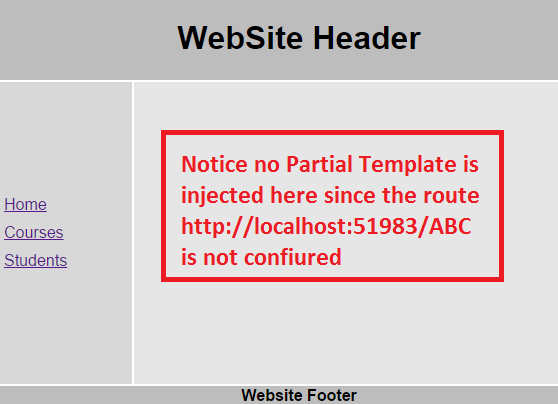 WebSite Header
Home
Courses
Students
Notice no Partial Template is
injected here since the route
http://localhost:51983/ABC
is not confiured
Website Footer